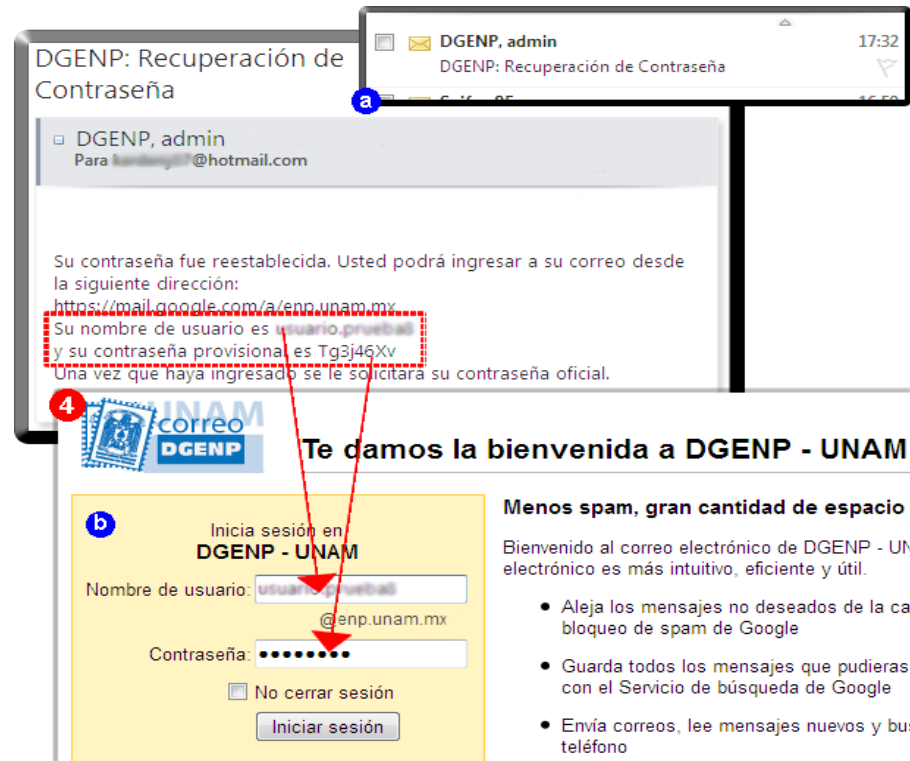 DGENP, admin
17:32
DGENP: Recuperación de Contraseña
a
DGENP: Recuperación de
Contraseña
DGENP, admin
Para @hotmail.com
Su contraseña fue reestablecida. Usted podrá ingresar a su correo desde
la siguiente dirección:
https://mail.google.com/a/enp.unam.mx
Su nombre de usuario es
y su contraseña provisional es Tg3j46Xv
Una vez que haya ingresado se le solicitará su contraseña oficial.
4
UNAM
correo
DGENP
Te damos la bienvenida a DGENP - UNAM
b
Inicia sesión en
DGENP - UNAM
Nombre de usuario:
@enp.unam.mx
Contraseña: ●●●●●●●●
No cerrar sesión
Iniciar sesión
Menos spam, gran cantidad de espacio
Bienvenido al correo electrónico de DGENP - UN
electrónico es más intuitivo, eficiente y útil.
● Aleja los mensajes no deseados de la ca
bloqueo de spam de Google
● Guarda todos los mensajes que pudieras
con el Servicio de búsqueda de Google
● Envía correos, lee mensajes nuevos y bus
teléfono